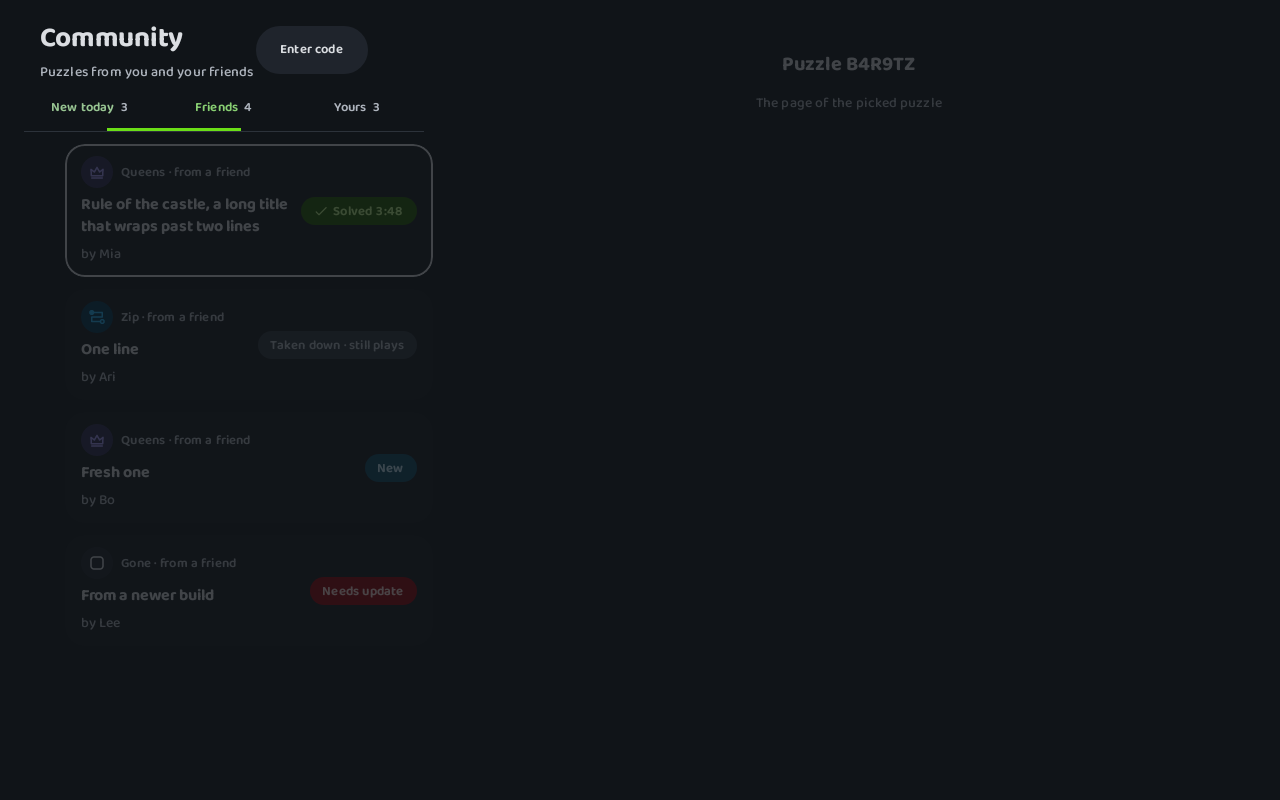 Community
Enter code
Puzzles from you and your friends
New today 3
Friends 4
Yours 3
Queens · from a friend
Rule of the castle, a long title
that wraps past two lines
Solved 3:48
by Mia
Zip · from a friend
One line
Taken down · still plays
by Ari
Queens · from a friend
Fresh one
New
by Bo
Gone · from a friend
From a newer build
Needs update
by Lee
Puzzle B4R9TZ
The page of the picked puzzle